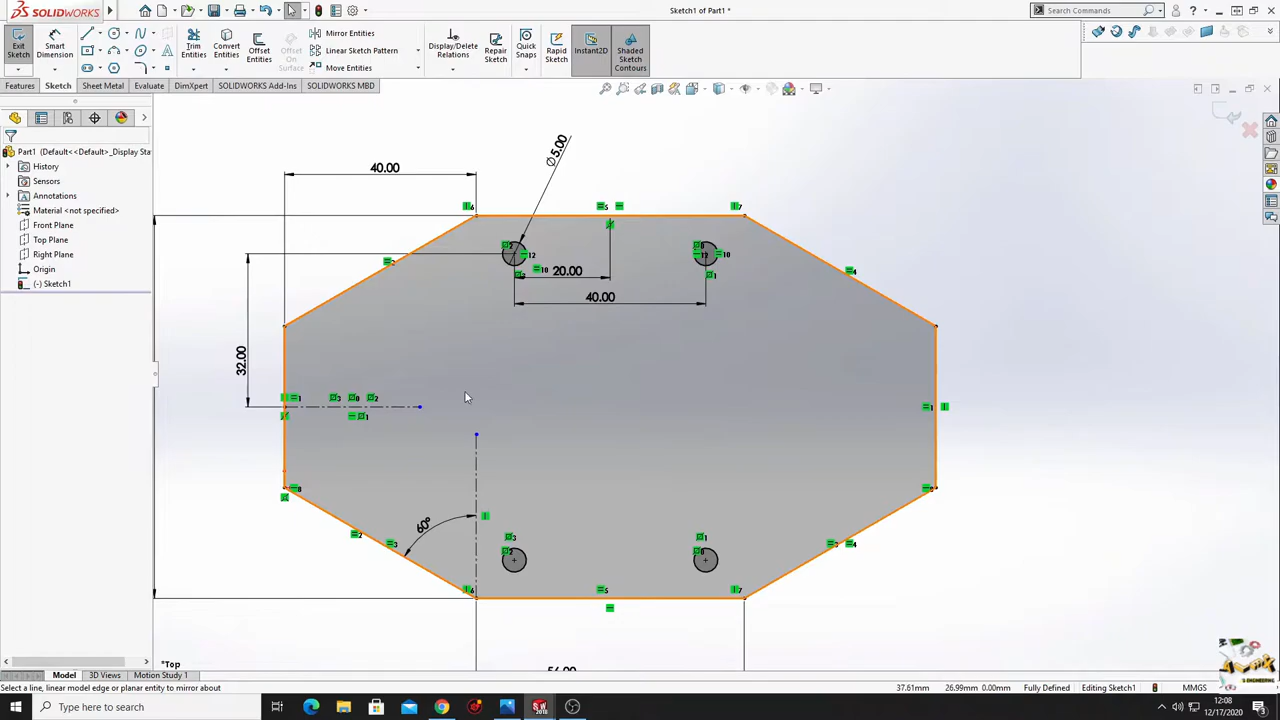 SOLIDWORKS
Sketch1 of Part1 *
Search Commands
Exit Sketch
Smart Dimension
Trim Entities
Convert Entities
Offset Entities
Offset On Surface
Mirror Entities
Linear Sketch Pattern
Move Entities
Display/Delete Relations
Repair Sketch
Quick Snaps
Rapid Sketch
Instant2D
Shaded Sketch Contours
Features
Sketch
Sheet Metal
Evaluate
DimXpert
SOLIDWORKS Add-Ins
SOLIDWORKS MBD
Part1 (Default<<Default>_Display Sta
History
Sensors
Annotations
Material <not specified>
Front Plane
Top Plane
Right Plane
Origin
(-) Sketch1
40.00
∅5.00
20.00
40.00
32.00
60°
56.00
*Top
Model
3D Views
Motion Study 1
Select a line, linear model edge or planar entity to mirror about
37.61mm
26.99mm 0.00mm
Fully Defined
Editing Sketch1
MMGS
Type here to search
12:08
12/17/2020